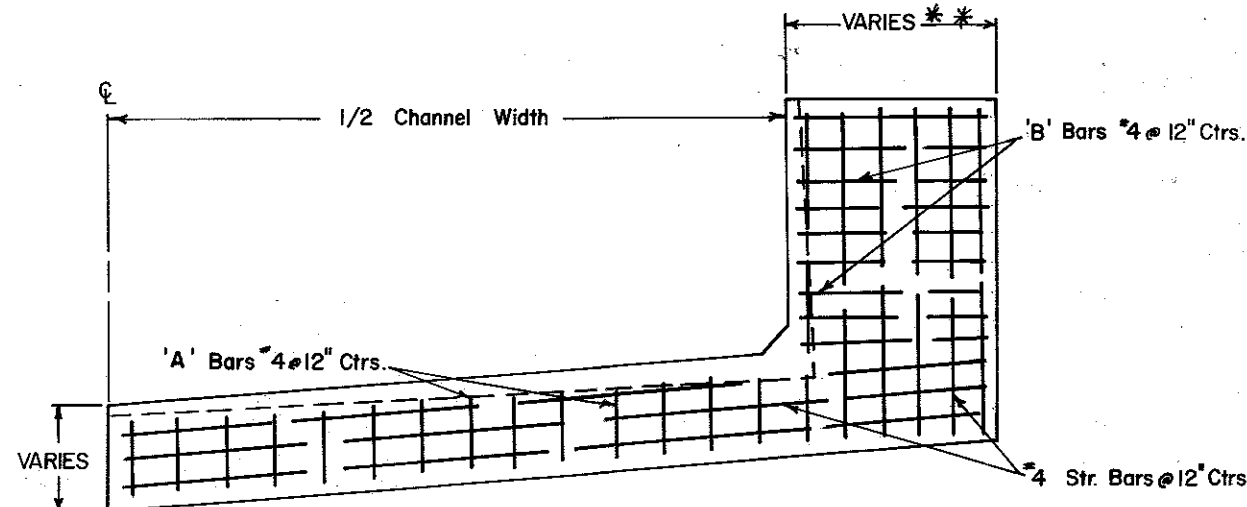 VARIES **
℄
1/2 Channel Width
'B' Bars #4 @ 12" Ctrs.
'A' Bars #4 @ 12" Ctrs.
VARIES
#4 Str. Bars @ 12" Ctrs